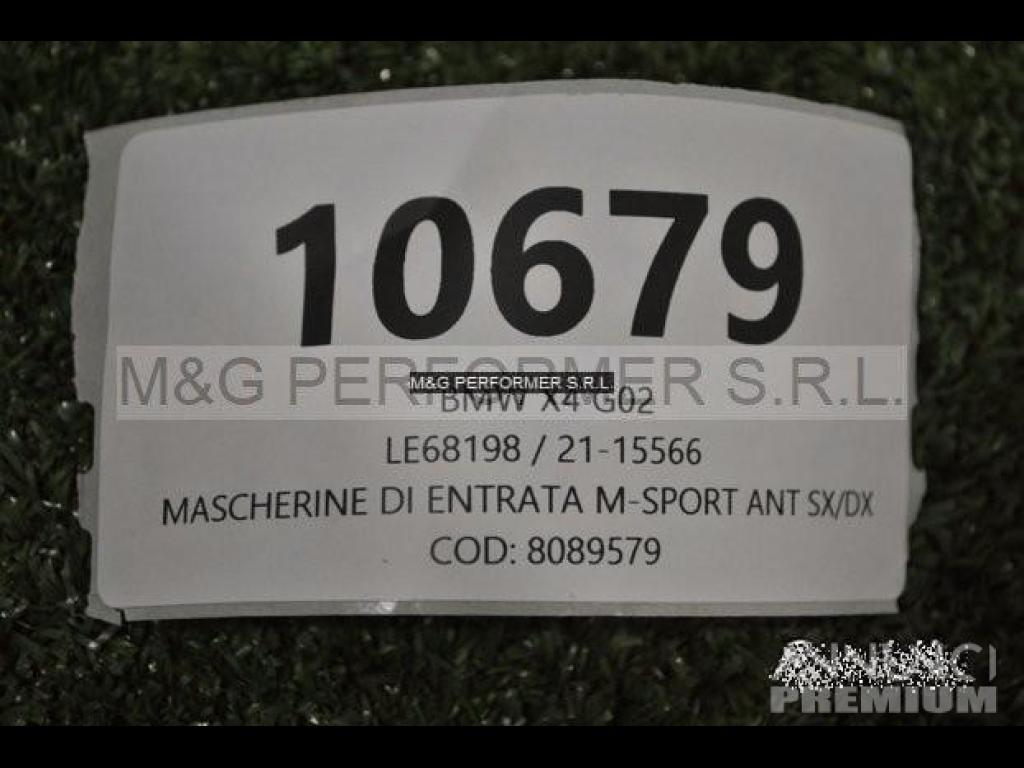 10679
M&G PERFORMER S.R.L.
M&G PERFORMER S.R.L.
BMW X4 G02
LE68198 / 21-15566
MASCHERINE DI ENTRATA M-SPORT ANT SX/DX
COD: 8089579
PREMIUM